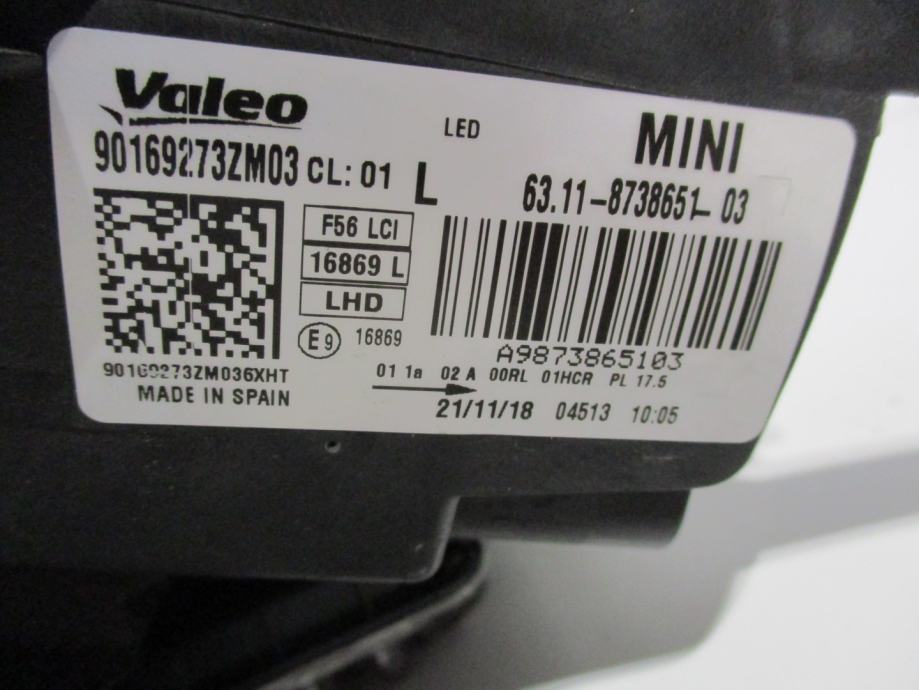 Valeo
LED
MINI
90169273ZM03 CL: 01
L
63.11-8738651-03
F56 LCI
16869 L
LHD
E9 16869
A9873865103
90169273ZM036XHT
01 1a 02 A 00RL 01HCR PL 17.5
MADE IN SPAIN
21/11/18 04513 10:05